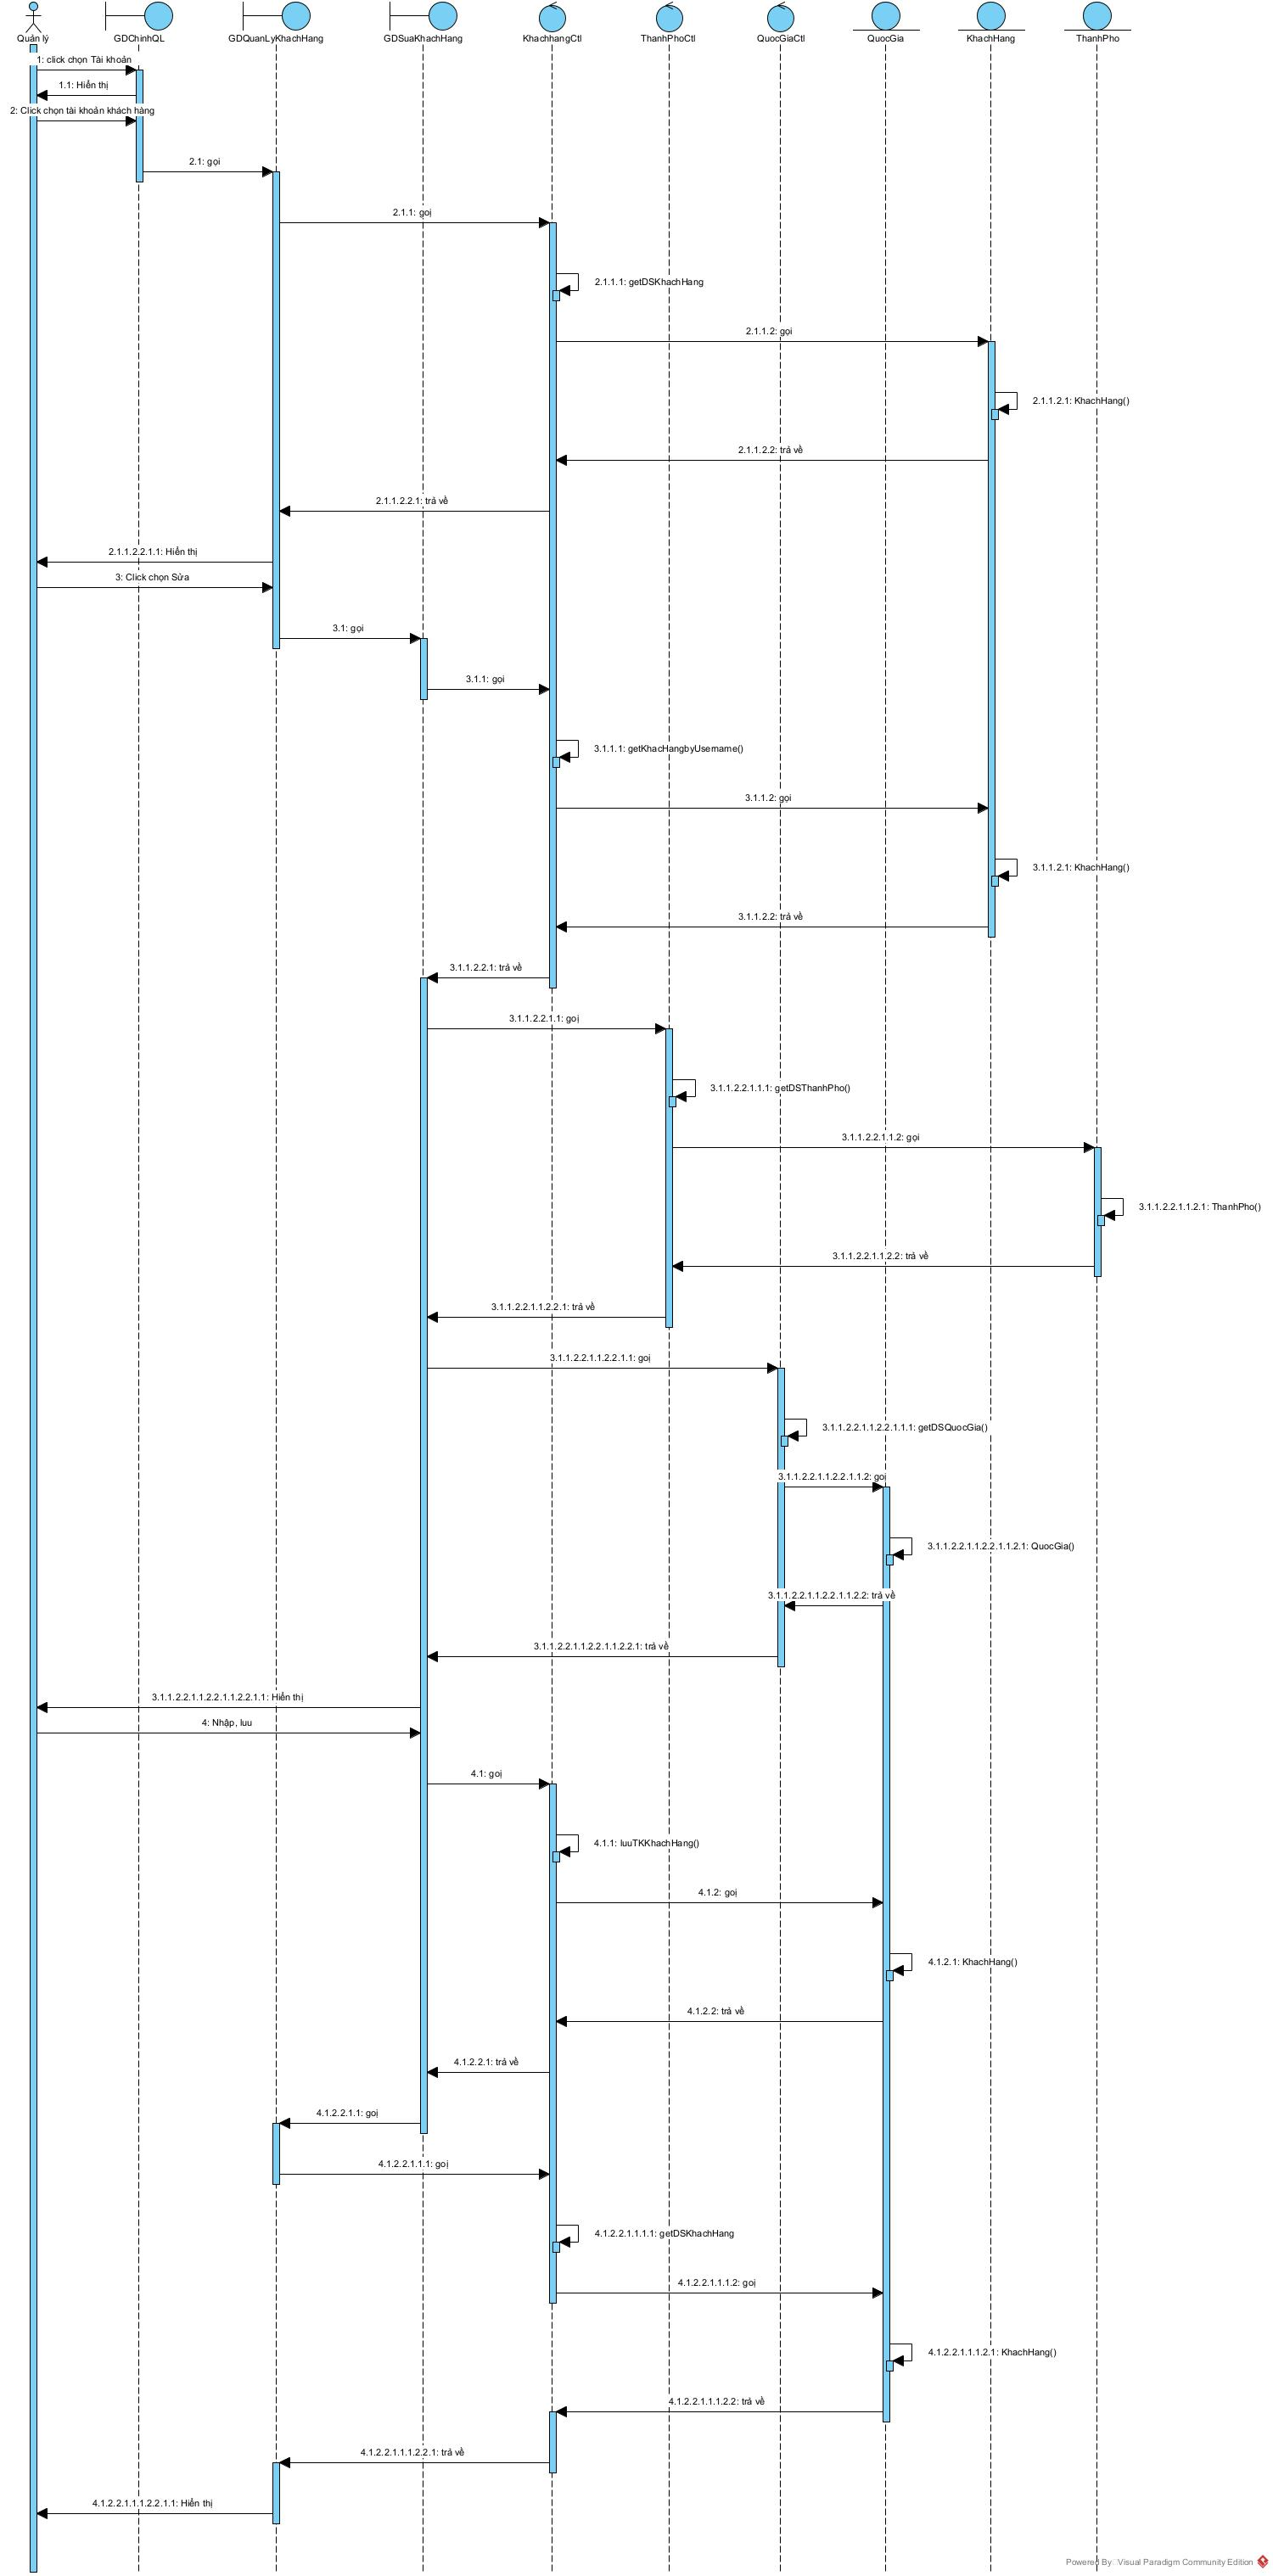 Quản lý
GDChinhQL
GDQuanLyKhachHang
GDSuaKhachHang
KhachhangCtl
ThanhPhoCtl
QuocGiaCtl
QuocGia
KhachHang
ThanhPho
1: click chọn Tài khoản
1.1: Hiển thị
2: Click chọn tài khoản khách hàng
2.1: gọi
2.1.1: goị
2.1.1.1: getDSKhachHang
2.1.1.2: gọi
2.1.1.2.1: KhachHang()
2.1.1.2.2: trả về
2.1.1.2.2.1: trả về
2.1.1.2.2.1.1: Hiển thị
3: Click chọn Sửa
3.1: gọi
3.1.1: gọi
3.1.1.1: getKhacHangbyUsername()
3.1.1.2: gọi
3.1.1.2.1: KhachHang()
3.1.1.2.2: trả về
3.1.1.2.2.1: trả về
3.1.1.2.2.1.1: goị
3.1.1.2.2.1.1.1: getDSThanhPho()
3.1.1.2.2.1.1.2: gọi
3.1.1.2.2.1.1.2.1: ThanhPho()
3.1.1.2.2.1.1.2.2: trả về
3.1.1.2.2.1.1.2.2.1: trả về
3.1.1.2.2.1.1.2.2.1.1: goị
3.1.1.2.2.1.1.2.2.1.1.1: getDSQuocGia()
3.1.1.2.2.1.1.2.2.1.1.2: goị
3.1.1.2.2.1.1.2.2.1.1.2.1: QuocGia()
3.1.1.2.2.1.1.2.2.1.1.2.2: trả về
3.1.1.2.2.1.1.2.2.1.1.2.2.1: trả về
3.1.1.2.2.1.1.2.2.1.1.2.2.1.1: Hiển thị
4: Nhập, luu
4.1: goị
4.1.1: luuTKKhachHang()
4.1.2: goị
4.1.2.1: KhachHang()
4.1.2.2: trả về
4.1.2.2.1: trả về
4.1.2.2.1.1: goị
4.1.2.2.1.1.1: goị
4.1.2.2.1.1.1.1: getDSKhachHang
4.1.2.2.1.1.1.2: goị
4.1.2.2.1.1.1.2.1: KhachHang()
4.1.2.2.1.1.1.2.2: trả về
4.1.2.2.1.1.1.2.2.1: trả về
4.1.2.2.1.1.1.2.2.1.1: Hiển thị
Powered By Visual Paradigm Community Edition